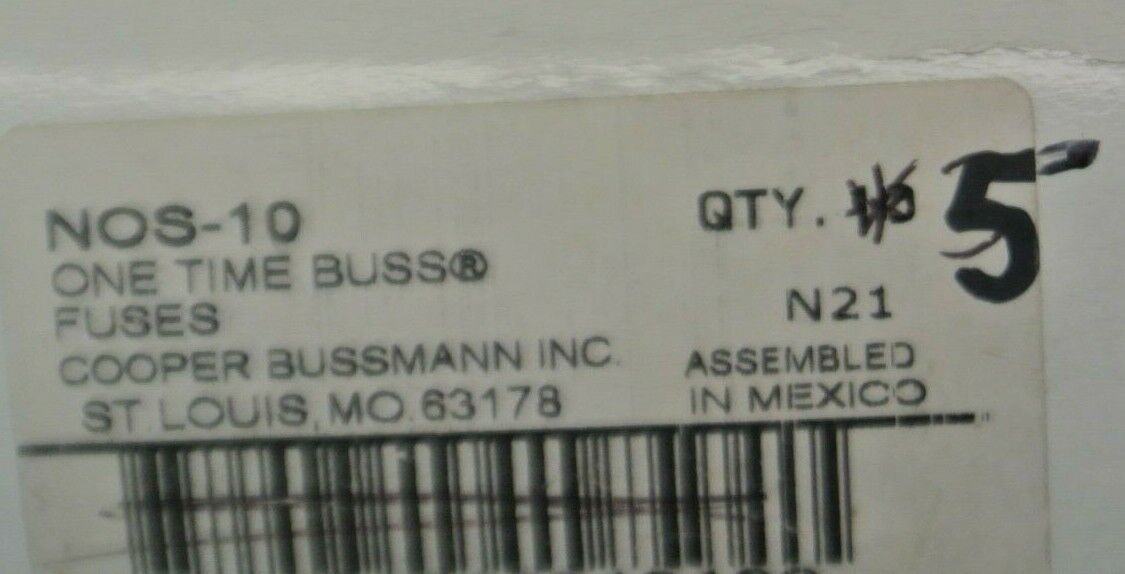 NOS-10
ONE TIME BUSS®
FUSES
COOPER BUSSMANN INC.
ST. LOUIS, MO. 63178
QTY. 5
N21
ASSEMBLED
IN MEXICO